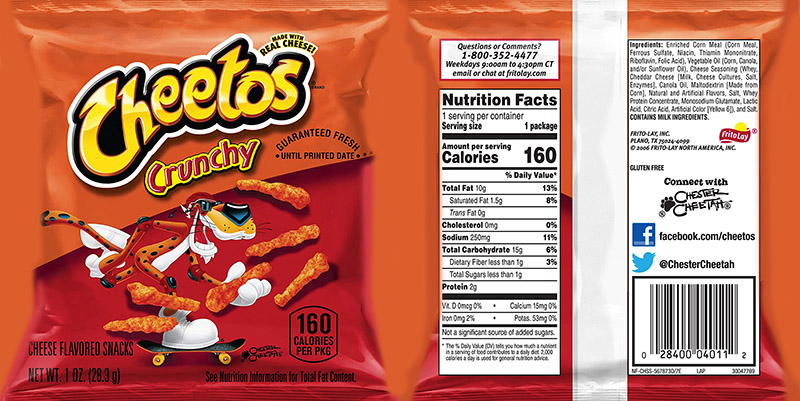 MADE WITH
REAL CHEESE!
Cheetos
BRAND
Crunchy
GUARANTEED FRESH
• UNTIL PRINTED DATE •
160
CALORIES
PER PKG
CHESTER
CHEETAH
CHEESE FLAVORED SNACKS
NET WT. 1 OZ. (28.3 g)
See Nutrition Information for Total Fat Content.
Questions or Comments?
1-800-352-4477
Weekdays 9:00am to 4:30pm CT
email or chat at fritolay.com
Nutrition Facts
1 serving per container
Serving size 1 package
Amount per serving
Calories 160
% Daily Value*
Total Fat 10g 13%
Saturated Fat 1.5g 8%
Trans Fat 0g
Cholesterol 0mg 0%
Sodium 250mg 11%
Total Carbohydrate 15g 6%
Dietary Fiber less than 1g 3%
Total Sugars less than 1g
Protein 2g
Vit. D 0mcg 0% • Calcium 15mg 0%
Iron 0mg 2% • Potas. 53mg 0%
Not a significant source of added sugars.
* The % Daily Value (DV) tells you how much a nutrient
in a serving of food contributes to a daily diet. 2,000
calories a day is used for general nutrition advice.
Ingredients: Enriched Corn Meal (Corn Meal,
Ferrous Sulfate, Niacin, Thiamin Mononitrate,
Riboflavin, Folic Acid), Vegetable Oil (Corn, Canola,
and/or Sunflower Oil), Cheese Seasoning (Whey,
Cheddar Cheese [Milk, Cheese Cultures, Salt,
Enzymes], Canola Oil, Maltodextrin [Made from
Corn], Natural and Artificial Flavors, Salt, Whey
Protein Concentrate, Monosodium Glutamate, Lactic
Acid, Citric Acid, Artificial Color [Yellow 6]), and Salt.
CONTAINS MILK INGREDIENTS.
FRITO-LAY, INC.
PLANO, TX 75024-4099
© 2006 FRITO-LAY NORTH AMERICA, INC.
FritoLay
GLUTEN FREE
Connect with
CHESTER
CHEETAH®
facebook.com/cheetos
@ChesterCheetah
0 28400 04011 2
NF-CHSS-567873D/7E LAP 30047789